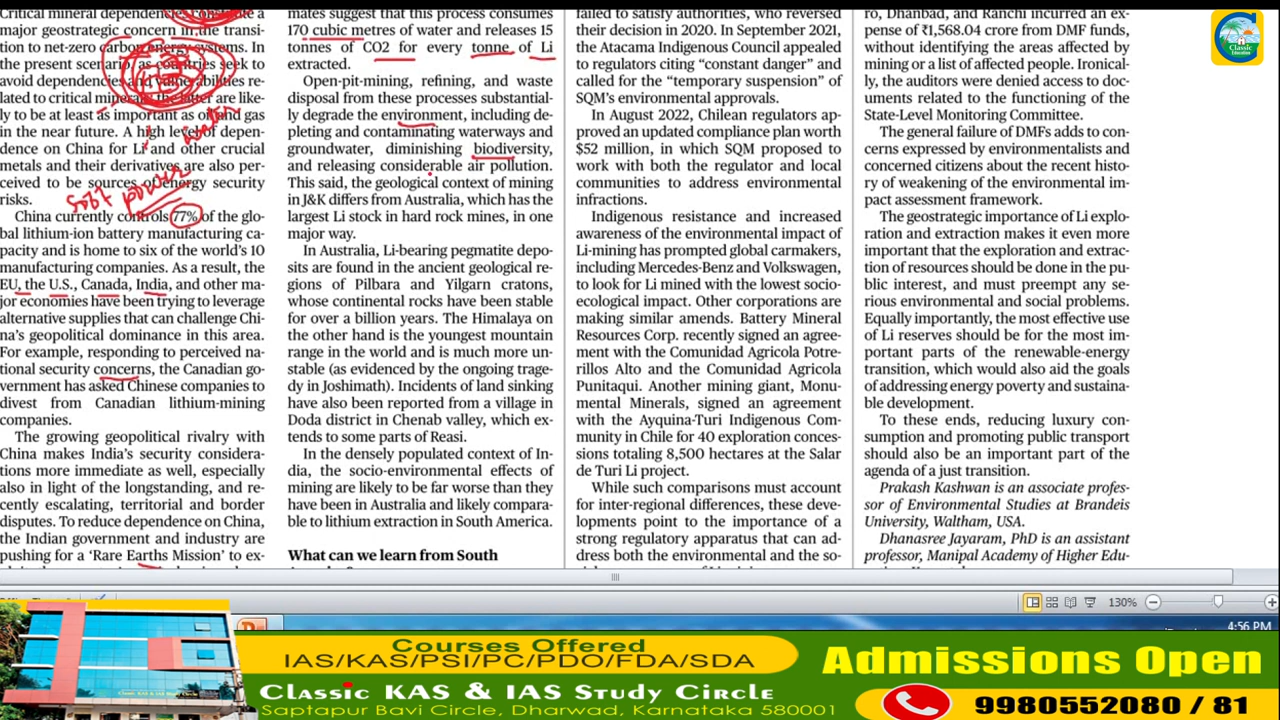 Critical mineral dependence constitute a
major geostrategic concern in the transi-
tion to net-zero carbon energy systems. In
the present scenario, as countries seek to
avoid dependence and vulnerabilities re-
lated to critical minerals, the latter are like-
ly to be at least as important as oil and gas
in the near future. A high level of depen-
dence on China for Li and other crucial
metals and their derivatives are also per-
ceived to be sources of energy security
risks.
soft power
China currently controls 77% of the glo-
bal lithium-ion battery manufacturing ca-
pacity and is home to six of the world's 10
manufacturing companies. As a result, the
EU, the U.S., Canada, India, and other ma-
jor economies have been trying to leverage
alternative supplies that can challenge Chi-
na's geopolitical dominance in this area.
For example, responding to perceived na-
tional security concerns, the Canadian go-
vernment has asked Chinese companies to
divest from Canadian lithium-mining
companies.
The growing geopolitical rivalry with
China makes India's security considera-
tions more immediate as well, especially
also in light of the longstanding, and re-
cently escalating, territorial and border
disputes. To reduce dependence on China,
the Indian government and industry are
pushing for a 'Rare Earths Mission' to ex-
mates suggest that this process consumes
170 cubic metres of water and releases 15
tonnes of CO2 for every tonne of Li
extracted.
Open-pit-mining, refining, and waste
disposal from these processes substantial-
ly degrade the environment, including de-
pleting and contaminating waterways and
groundwater, diminishing biodiversity,
and releasing considerable air pollution.
This said, the geological context of mining
in J&K differs from Australia, which has the
largest Li stock in hard rock mines, in one
major way.
In Australia, Li-bearing pegmatite depo-
sits are found in the ancient geological re-
gions of Pilbara and Yilgarn cratons,
whose continental rocks have been stable
for over a billion years. The Himalaya on
the other hand is the youngest mountain
range in the world and is much more un-
stable (as evidenced by the ongoing trage-
dy in Joshimath). Incidents of land sinking
have also been reported from a village in
Doda district in Chenab valley, which ex-
tends to some parts of Reasi.
In the densely populated context of In-
dia, the socio-environmental effects of
mining are likely to be far worse than they
have been in Australia and likely compara-
ble to lithium extraction in South America.
What can we learn from South
failed to satisfy authorities, who reversed
their decision in 2020. In September 2021,
the Atacama Indigenous Council appealed
to regulators citing "constant danger" and
called for the "temporary suspension" of
SQM's environmental approvals.
In August 2022, Chilean regulators ap-
proved an updated compliance plan worth
$52 million, in which SQM proposed to
work with both the regulator and local
communities to address environmental
infractions.
Indigenous resistance and increased
awareness of the environmental impact of
Li-mining has prompted global carmakers,
including Mercedes-Benz and Volkswagen,
to look for Li mined with the lowest socio-
ecological impact. Other corporations are
making similar amends. Battery Mineral
Resources Corp. recently signed an agree-
ment with the Comunidad Agricola Potre-
rillos Alto and the Comunidad Agricola
Punitaqui. Another mining giant, Monu-
mental Minerals, signed an agreement
with the Ayquina-Turi Indigenous Com-
munity in Chile for 40 exploration conces-
sions totaling 8,500 hectares at the Salar
de Turi Li project.
While such comparisons must account
for inter-regional differences, these de-
velopments point to the importance of a
strong regulatory apparatus that can ad-
dress both the environmental and the so-
ro, Dhanbad, and Ranchi incurred an ex-
pense of ₹1,568.04 crore from DMF funds,
without identifying the areas affected by
mining or a list of affected people. Ironical-
ly, the auditors were denied access to doc-
uments related to the functioning of the
State-Level Monitoring Committee.
The general failure of DMFs adds to con-
cerns expressed by environmentalists and
concerned citizens about the recent histo-
ry of weakening of the environmental im-
pact assessment framework.
The geostrategic importance of Li explo-
ration and extraction makes it even more
important that the exploration and extrac-
tion of resources should be done in the pu-
blic interest, and must preempt any se-
rious environmental and social problems.
Equally importantly, the most effective use
of Li reserves should be for the most im-
portant parts of the renewable-energy
transition, which would also aid the goals
of addressing energy poverty and sustaina-
ble development.
To these ends, reducing luxury con-
sumption and promoting public transport
should also be an important part of the
agenda of a just transition.
Prakash Kashwan is an associate profes-
sor of Environmental Studies at Brandeis
University, Waltham, USA.
Dhanasree Jayaram, PhD is an assistant
professor, Manipal Academy of Higher Edu-
Classic
Education
130%
4:56 PM
Courses Offered
IAS/KAS/PSI/PC/PDO/FDA/SDA
Classic KAS & IAS Study Circle
Saptapur Bavi Circle, Dharwad, Karnataka 580001
Admissions Open
9980552080 / 81